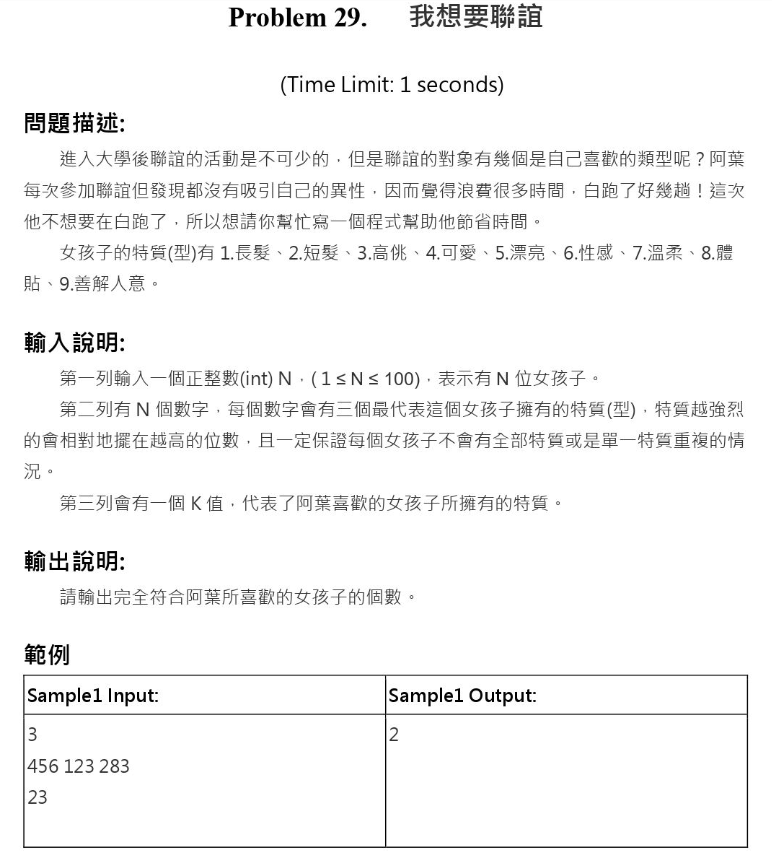 Problem 29. 我想要聯誼
(Time Limit: 1 seconds)
問題描述:
進入大學後聯誼的活動是不可少的，但是聯誼的對象有幾個是自己喜歡的類型呢？阿葉
每次參加聯誼但發現都沒有吸引自己的異性，因而覺得浪費很多時間，白跑了好幾趟！這次
他不想要在白跑了，所以想請你幫忙寫一個程式幫助他節省時間。
女孩子的特質(型)有 1.長髮、2.短髮、3.高佻、4.可愛、5.漂亮、6.性感、7.溫柔、8.體
貼、9.善解人意。
輸入說明:
第一列輸入一個正整數(int) N，( 1 ≤ N ≤ 100)，表示有 N 位女孩子。
第二列有 N 個數字，每個數字會有三個最代表這個女孩子擁有的特質(型)，特質越強烈
的會相對地擺在越高的位數，且一定保證每個女孩子不會有全部特質或是單一特質重複的情
況。
第三列會有一個 K 值，代表了阿葉喜歡的女孩子所擁有的特質。
輸出說明:
請輸出完全符合阿葉所喜歡的女孩子的個數。
範例
Sample1 Input:
Sample1 Output:
3
2
456 123 283
23